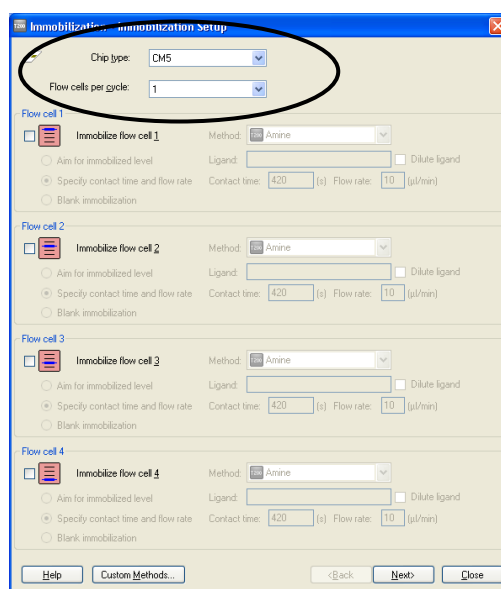 Immobilization - Immobilization Setup
Chip type: CM5
Flow cells per cycle: 1
Flow cell 1
Immobilize flow cell 1 Method: T200 Amine
Aim for immobilized level Ligand: Dilute ligand
Specify contact time and flow rate Contact time: 420 (s) Flow rate: 10 (µl/min)
Blank immobilization
Flow cell 2
Immobilize flow cell 2 Method: T200 Amine
Aim for immobilized level Ligand: Dilute ligand
Specify contact time and flow rate Contact time: 420 (s) Flow rate: 10 (µl/min)
Blank immobilization
Flow cell 3
Immobilize flow cell 3 Method: T200 Amine
Aim for immobilized level Ligand: Dilute ligand
Specify contact time and flow rate Contact time: 420 (s) Flow rate: 10 (µl/min)
Blank immobilization
Flow cell 4
Immobilize flow cell 4 Method: T200 Amine
Aim for immobilized level Ligand: Dilute ligand
Specify contact time and flow rate Contact time: 420 (s) Flow rate: 10 (µl/min)
Blank immobilization
Help Custom Methods... <Back Next> Close